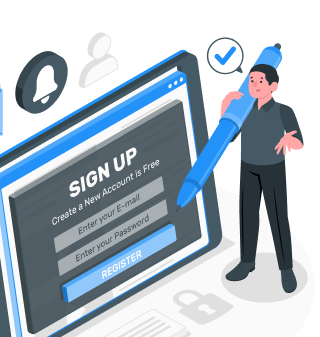 SIGN UP
Create a New Account is Free
Enter your E-mail
Enter your Password
REGISTER